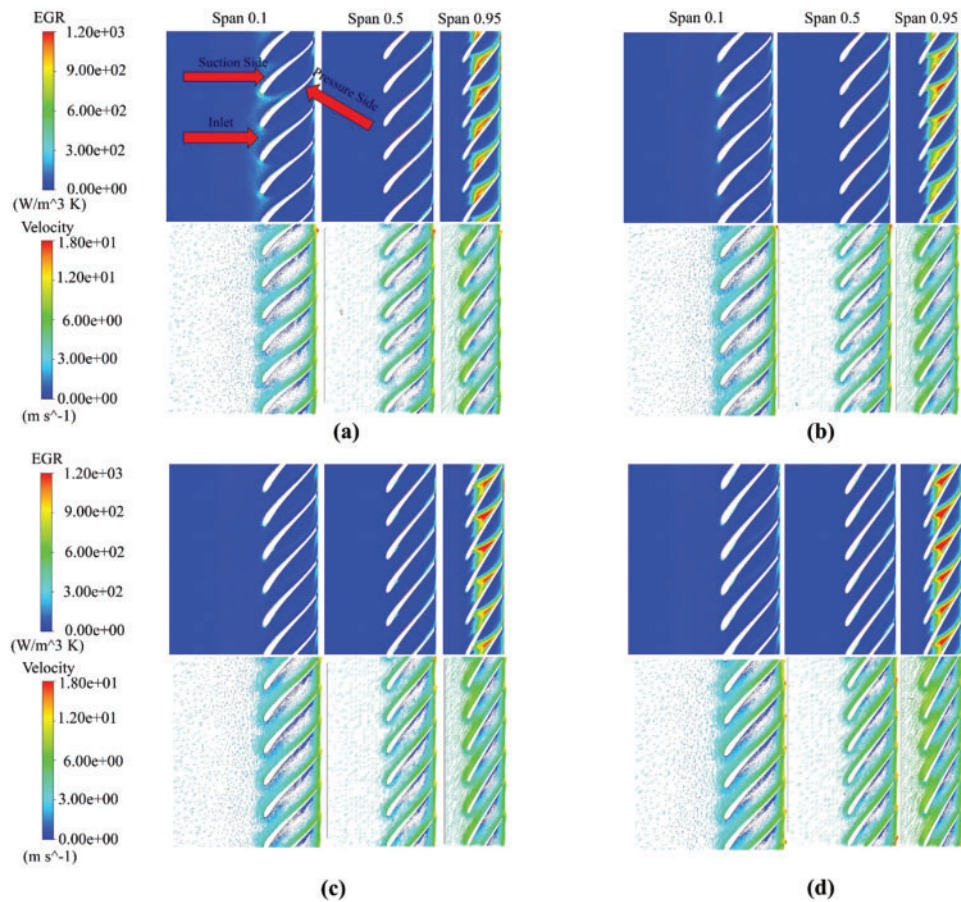 EGR
1.20e+03
9.00e+02
6.00e+02
3.00e+02
0.00e+00
(W/m^3 K)
Velocity
1.80e+01
1.20e+01
6.00e+00
3.00e+00
0.00e+00
(m s^-1)
Span 0.1
Span 0.5
Span 0.95
Suction Side
Pressure Side
Inlet
(a)
Span 0.1
Span 0.5
Span 0.95
(b)
EGR
1.20e+03
9.00e+02
6.00e+02
3.00e+02
0.00e+00
(W/m^3 K)
Velocity
1.80e+01
1.20e+01
6.00e+00
3.00e+00
0.00e+00
(m s^-1)
(c)
(d)